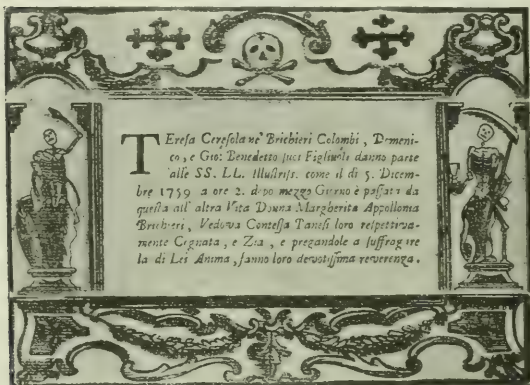 TEresa Ceresola ne' Brichieri Colombi, Domeni-
co, e Gio: Benedetto suoi Figliuoli danno parte
alle SS. LL. Illustriss. come il dì 5. Dicem-
bre 1759 a ore 2. dopo mezzo Giorno è passata da
questa all' altra Vita Donna Margherita Appollonia
Brichieri, Vedova Contessa Tanesi loro respettiva-
mente Cognata, e Zia, e pregandole a suffragare
la di Lei Anima, fanno loro devotissima reverenza.